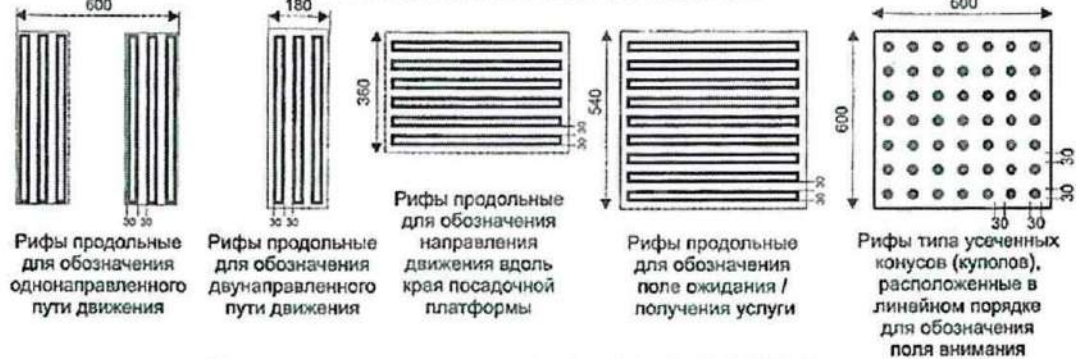 600
180
600
360
540
600
30 30
30 30
30
30
30
30
30
30
30 30
Рифы продольные
для обозначения
однонаправленного
пути движения
Рифы продольные
для обозначения
двунаправленного
пути движения
Рифы продольные
для обозначения
направления
движения вдоль
края посадочной
платформы
Рифы продольные
для обозначения
поле ожидания /
получения услуги
Рифы типа усеченных
конусов (куполов),
расположенные в
линейном порядке
для обозначения
поля внимания